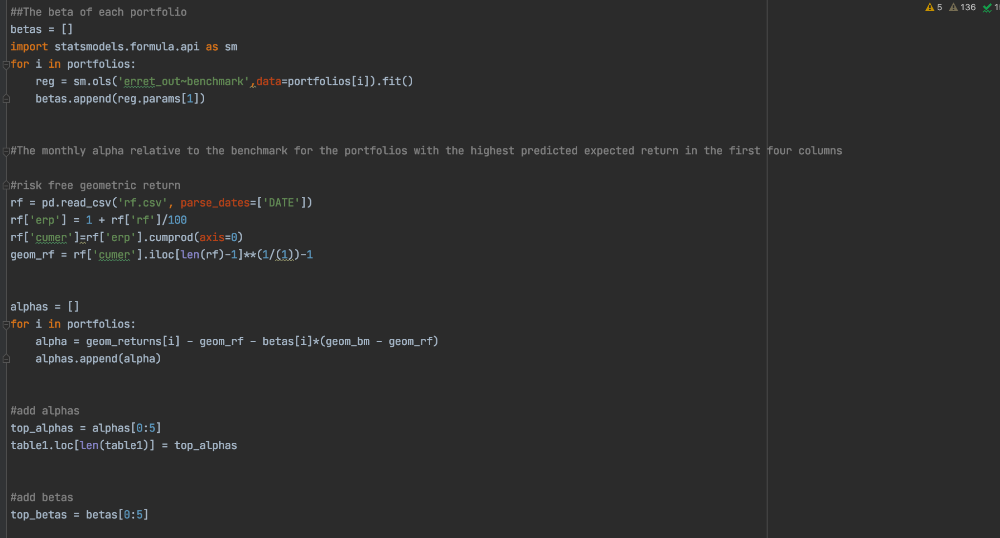 ##The beta of each portfolio
5 136
betas = []
import statsmodels.formula.api as sm
for i in portfolios:
    reg = sm.ols('erret_out~benchmark',data=portfolios[i]).fit()
    betas.append(reg.params[1])
#The monthly alpha relative to the benchmark for the portfolios with the highest predicted expected return in the first four columns
#risk free geometric return
rf = pd.read_csv('rf.csv', parse_dates=['DATE'])
rf['erp'] = 1 + rf['rf']/100
rf['cumer']=rf['erp'].cumprod(axis=0)
geom_rf = rf['cumer'].iloc[len(rf)-1]**(1/(1))-1
alphas = []
for i in portfolios:
    alpha = geom_returns[i] - geom_rf - betas[i]*(geom_bm - geom_rf)
    alphas.append(alpha)
#add alphas
top_alphas = alphas[0:5]
table1.loc[len(table1)] = top_alphas
#add betas
top_betas = betas[0:5]